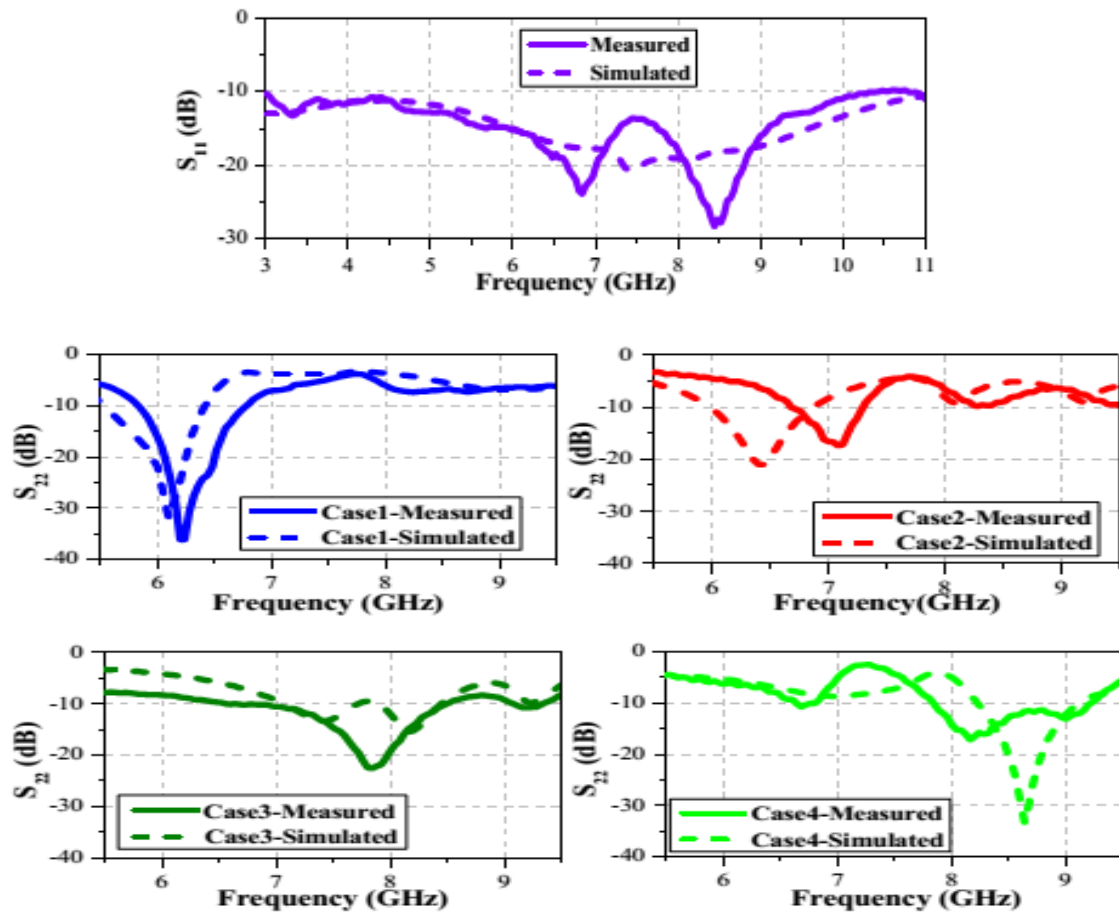 0
-10
-20
-30
S11 (dB)
Measured
Simulated
3 4 5 6 7 8 9 10 11
Frequency (GHz)
0
-10
-20
-30
-40
S22 (dB)
Case1-Measured
Case1-Simulated
6 7 8 9
Frequency (GHz)
0
-10
-20
-30
-40
S22 (dB)
Case2-Measured
Case2-Simulated
6 7 8 9
Frequency(GHz)
0
-10
-20
-30
-40
S22 (dB)
Case3-Measured
Case3-Simulated
6 7 8 9
Frequency (GHz)
0
-10
-20
-30
-40
S22 (dB)
Case4-Measured
Case4-Simulated
6 7 8 9
Frequency (GHz)